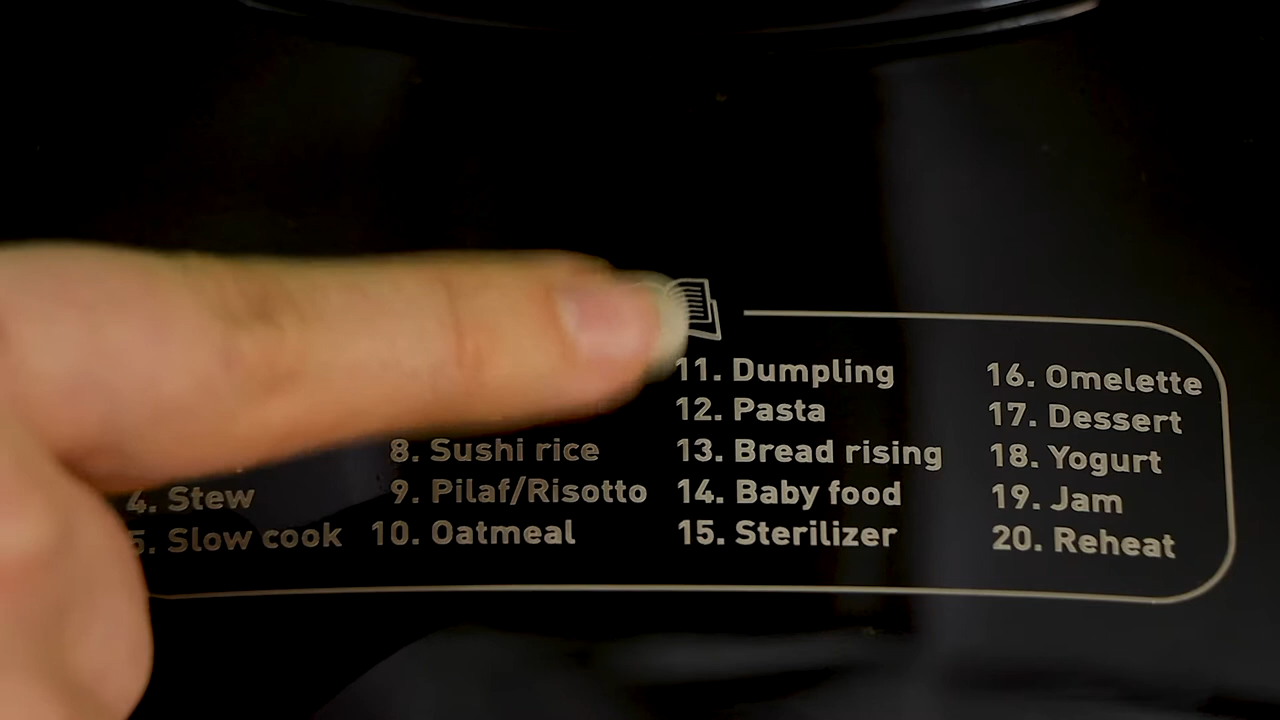 4. Stew
5. Slow cook
8. Sushi rice
9. Pilaf/Risotto
10. Oatmeal
11. Dumpling
12. Pasta
13. Bread rising
14. Baby food
15. Sterilizer
16. Omelette
17. Dessert
18. Yogurt
19. Jam
20. Reheat